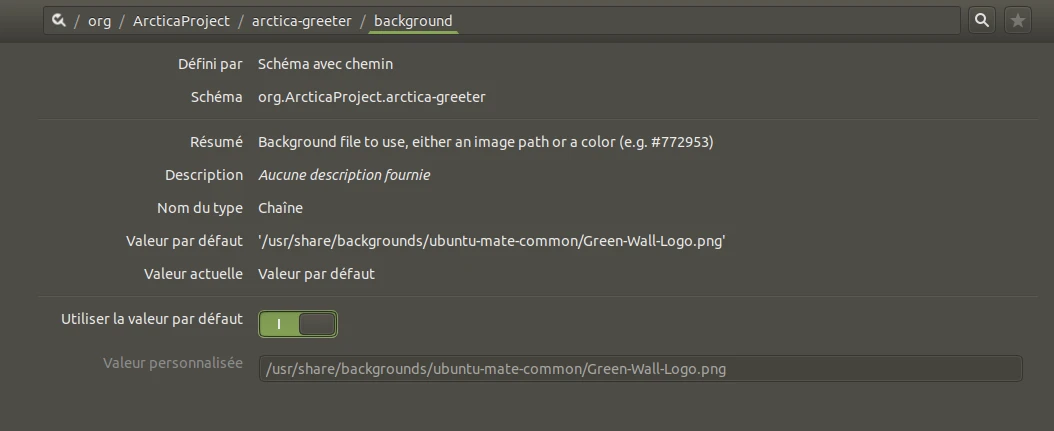 / org / ArcticaProject / arctica-greeter / background
Défini par Schéma avec chemin
Schéma org.ArcticaProject.arctica-greeter
Résumé Background file to use, either an image path or a color (e.g. #772953)
Description Aucune description fournie
Nom du type Chaîne
Valeur par défaut '/usr/share/backgrounds/ubuntu-mate-common/Green-Wall-Logo.png'
Valeur actuelle Valeur par défaut
Utiliser la valeur par défaut
Valeur personnalisée /usr/share/backgrounds/ubuntu-mate-common/Green-Wall-Logo.png